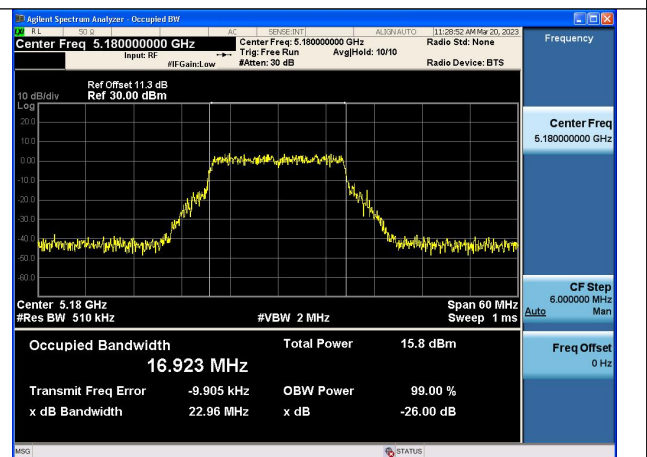 Agilent Spectrum Analyzer - Occupied BW
RL 50 Ω AC SENSE:INT ALIGNAUTO 11:28:52 AM Mar 20, 2023
Center Freq 5.180000000 GHz Center Freq: 5.180000000 GHz Radio Std: None Frequency
Input: RF Trig: Free Run Avg|Hold: 10/10
#IFGain:Low #Atten: 30 dB Radio Device: BTS
Ref Offset 11.3 dB
10 dB/div Ref 30.00 dBm
Log
20.0
10.0
0.00
-10.0
-20.0
-30.0
-40.0
-50.0
-60.0
Center Freq
5.180000000 GHz
Center 5.18 GHz Span 60 MHz
#Res BW 510 kHz #VBW 2 MHz Sweep 1 ms
CF Step
6.000000 MHz
Auto Man
Occupied Bandwidth Total Power 15.8 dBm
16.923 MHz
Transmit Freq Error -9.905 kHz OBW Power 99.00 %
x dB Bandwidth 22.96 MHz x dB -26.00 dB
Freq Offset
0 Hz
MSG STATUS